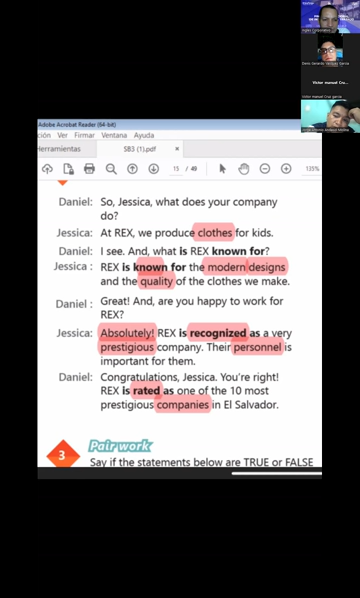 Adobe Acrobat Reader (64-bit)
ción Ver Firmar Ventana Ayuda
Herramientas SB3 (1).pdf ×
15 / 49 135%
Daniel: So, Jessica, what does your company
do?
Jessica: At REX, we produce clothes for kids.
Daniel: I see. And, what is REX known for?
Jessica : REX is known for the modern designs
and the quality of the clothes we make.
Daniel : Great! And, are you happy to work for
REX?
Jessica: Absolutely! REX is recognized as a very
prestigious company. Their personnel is
important for them.
Daniel: Congratulations, Jessica. You're right!
REX is rated as one of the 10 most
prestigious companies in El Salvador.
3 Pair work
Say if the statements below are TRUE or FALSE
Victor manuel Cru...